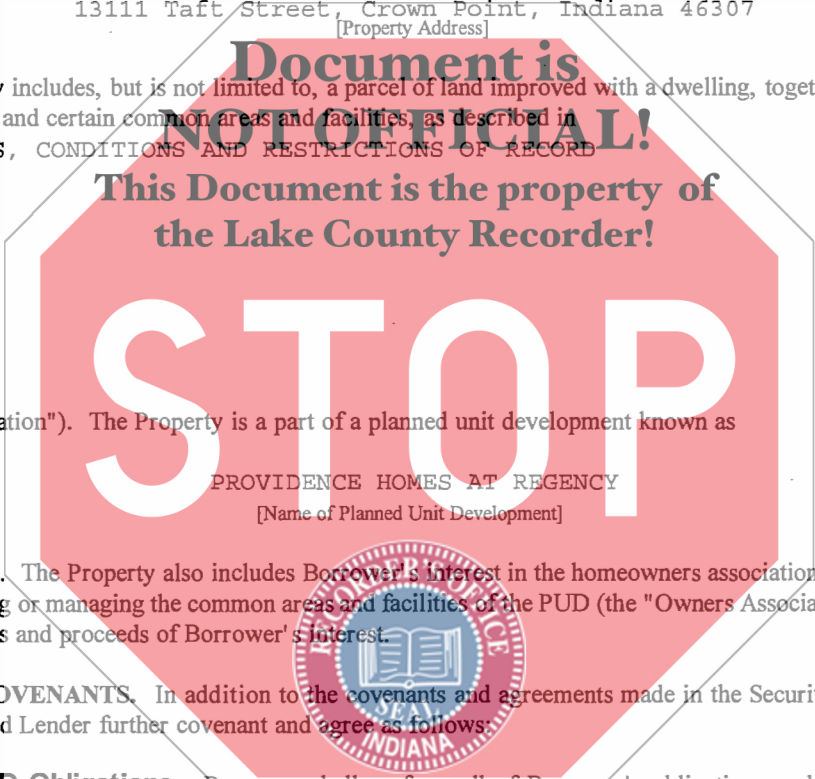 13111 Taft Street, Crown Point, Indiana 46307
[Property Address]
Document is
includes, but is not limited to, a parcel of land improved with a dwelling, toget
and certain common areas and facilities, as described in
NOT OFFICIAL!
S, CONDITIONS AND RESTRICTIONS OF RECORD
This Document is the property of
the Lake County Recorder!
STOP
ation"). The Property is a part of a planned unit development known as
PROVIDENCE HOMES AT REGENCY
[Name of Planned Unit Development]
. The Property also includes Borrower's interest in the homeowners association
g or managing the common areas and facilities of the PUD (the "Owners Associa
s and proceeds of Borrower's interest.
RECORDER'S OFFICE
SEAL
INDIANA
OVENANTS. In addition to the covenants and agreements made in the Securi
d Lender further covenant and agree as follows: